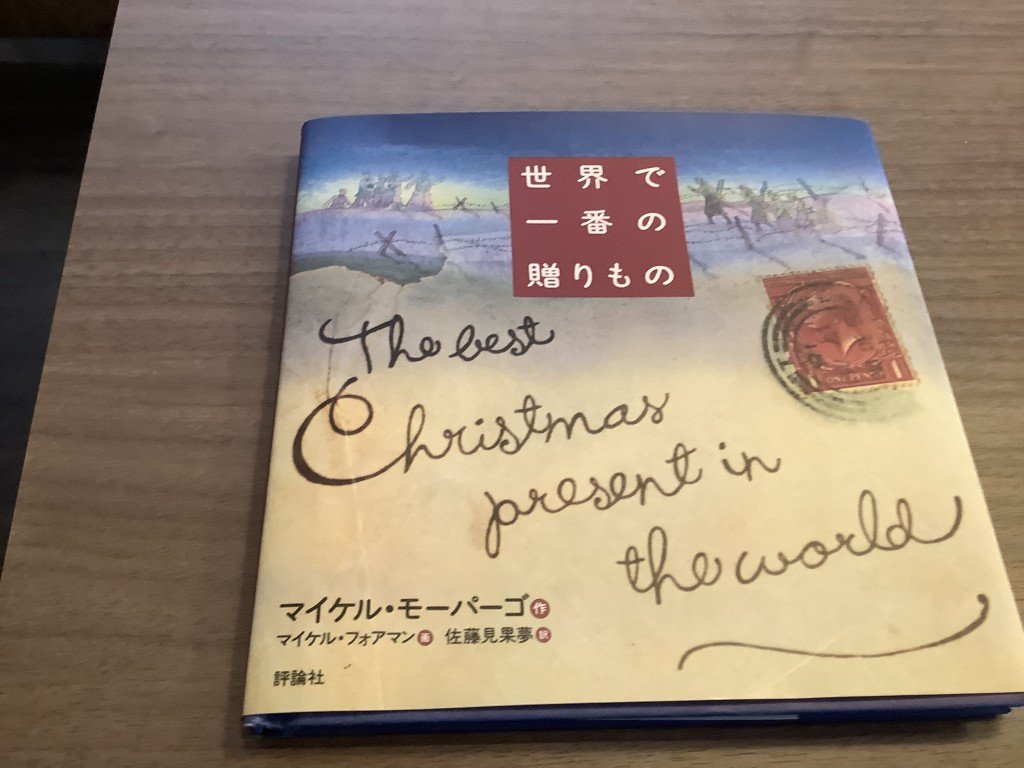 世界で
一番の
贈りもの
The best
Christmas
present in
the world
マイケル・モーパーゴ 作
マイケル・フォアマン 画 佐藤見果夢 訳
評論社